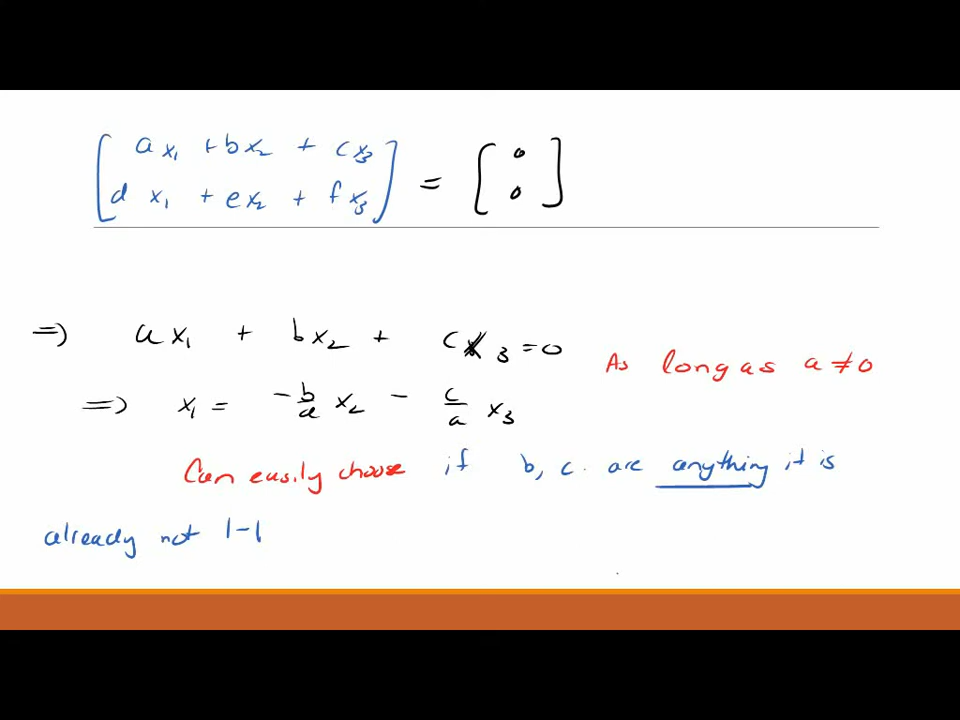 [ ax₁ + bx₂ + cx₃ ] = [ 0 ]
[ dx₁ + ex₂ + fx₃ ] [ 0 ]
=> ax₁ + bx₂ + cx₃ = 0
As long as a ≠ 0
=> x₁ = -b/a x₂ - c/a x₃
Can easily choose if b, c. are anything it is
already not 1-1